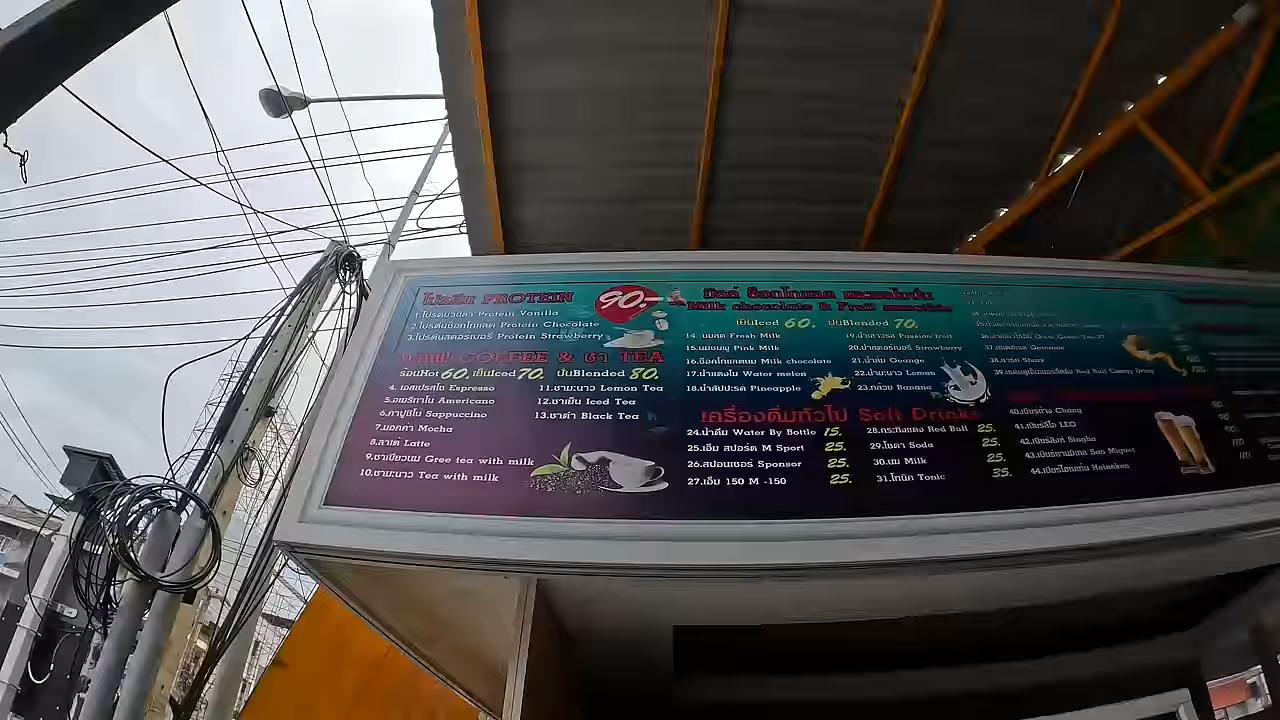 โปรตีน PROTEIN 90.-
1.โปรตีนวนิลา Protein Vanilla
2.โปรตีนช็อกโกแลต Protein Chocolate
3.โปรตีนสตอเบอรี่ Protein Strawberry
กาแฟ COFFEE & ชา TEA
ร้อนHot 60. เย็นIced 70. ปั่นBlended 80.
4. เอสเปรสโซ Espresso
5.อเมริกาโน Americano
6.คาปูชิโน Sappuccino
7.มอคค่า Mocha
8.ลาเต้ Latte
9.ชาเขียวนม Gree tea with milk
10.ชามะนาว Tea with milk
11.ชามะนาว Lemon Tea
12.ชาเย็น Iced Tea
13.ชาดำ Black Tea
Milk chocolate & Fruit
เย็นIced 60. ปั่นBlended 70.
14. นมสด Fresh Milk
15.นมชมพู Pink Milk
16.ช็อคโกแลตนม Milk chocolate
17.น้ำแตงโม Water melon
18.น้ำสัปปะรด Pineapple
19.น้ำเสาวรส Passion fruit
20.น้ำสตอเบอรี่ Strawberry
21.น้ำส้ม Oeange
22.น้ำมะนาว Leman
23.กล้วย Banana
เครื่องดื่มทั่วไป Soft Drinks
24.น้ำดื่ม Water By Bottle 15.
25.เอ็ม สปอร์ต M Sport 25.
26.สปอนเซอร์ Sponsor 25.
27.เอ็ม 150 M -150 25.
28.กระทิงแดง Red Bull 25.
29.โซดา Soda 25.
30.นม Milk 25.
31.โทนิค Tonic 35.
38.ชาร์ค Shark
40.เบียร์ช้าง Chang
41.เบียร์ลีโอ LEO
42.เบียร์สิงห์ Singha
43.เบียร์ซานมิเกล San Miguel
44.เบียร์ไฮเนเก้น Heineken